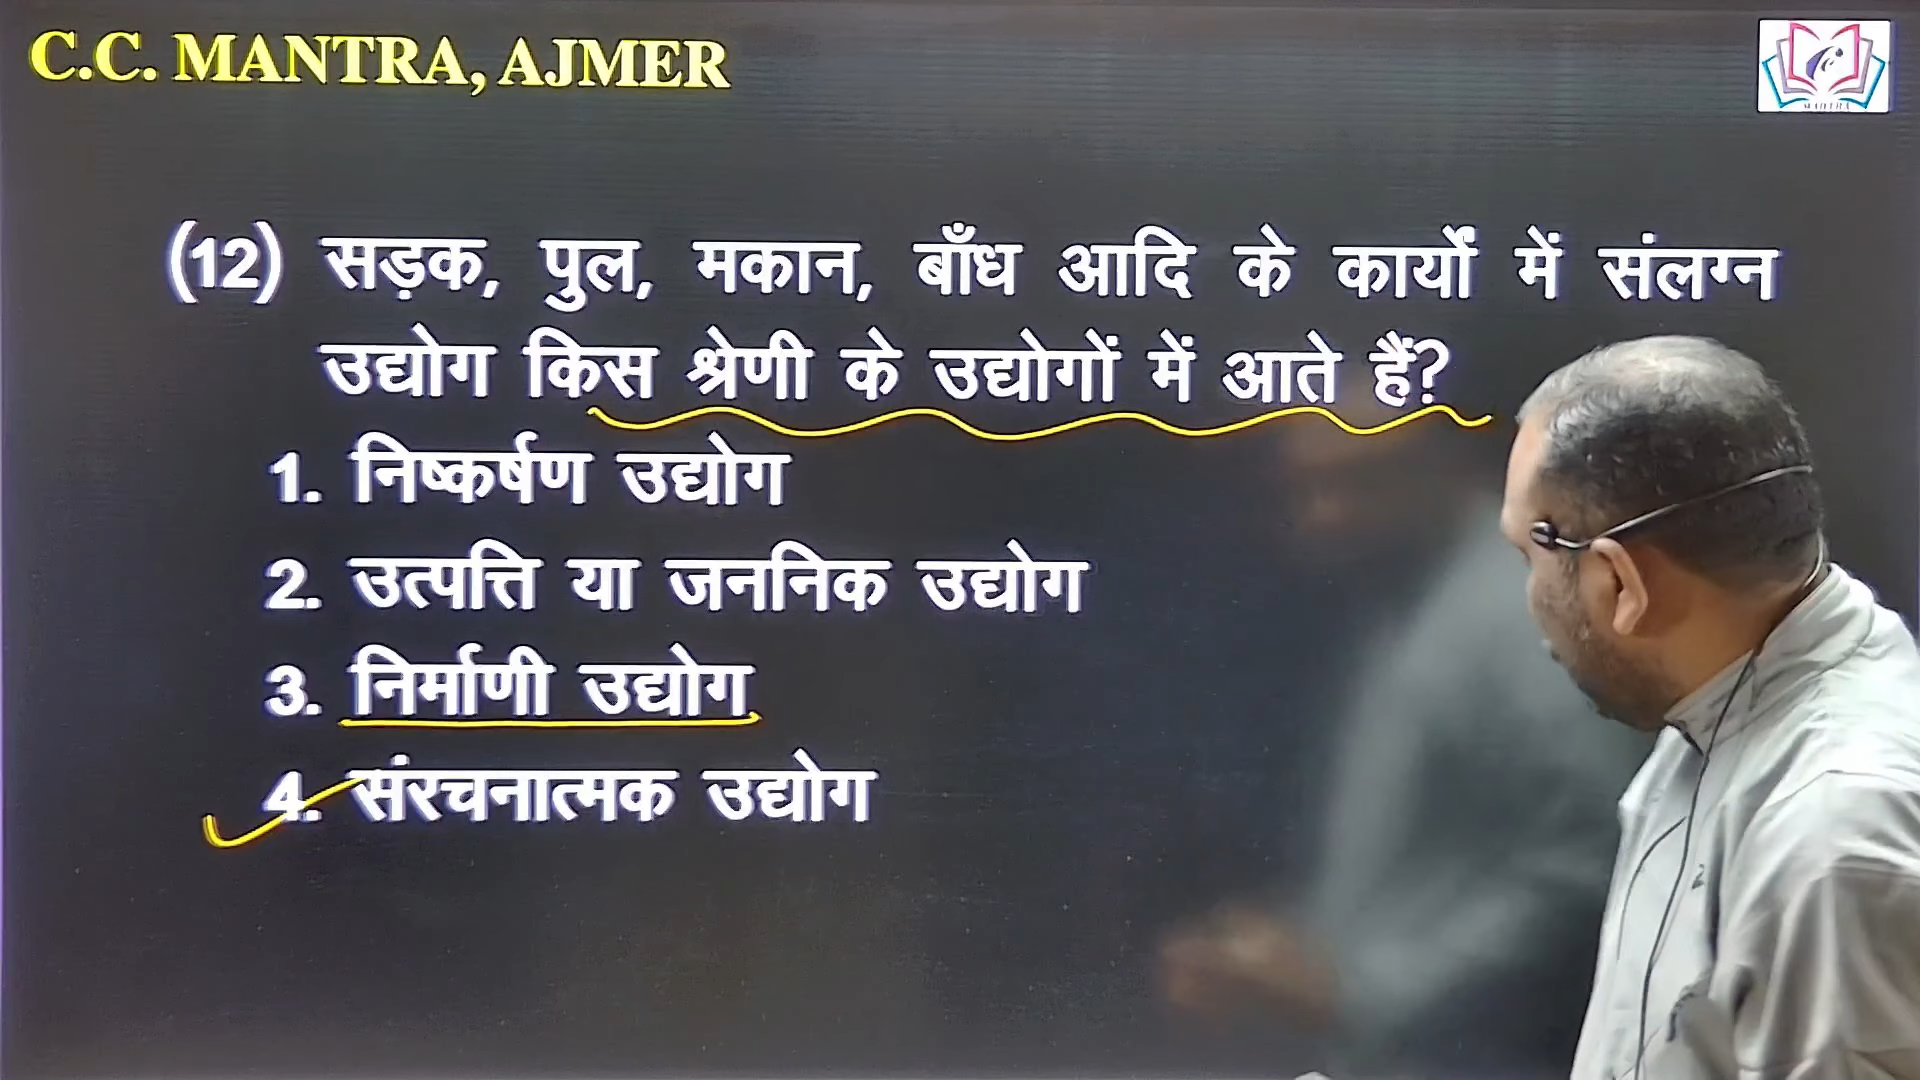 C.C. MANTRA, AJMER
(12) सड़क, पुल, मकान, बाँध आदि के कार्यों में संलग्न
उद्योग किस श्रेणी के उद्योगों में आते हैं?
1. निष्कर्षण उद्योग
2. उत्पत्ति या जननिक उद्योग
3. निर्माणी उद्योग
4. संरचनात्मक उद्योग